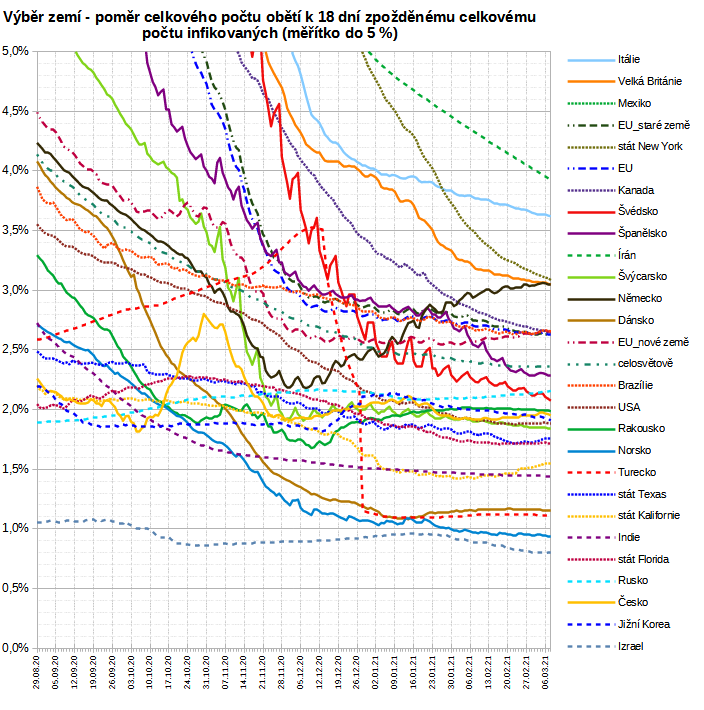 Výběr zemí - poměr celkového počtu obětí k 18 dní zpožděnému celkovému
počtu infikovaných (měřítko do 5 %)
5,0%
4,5%
4,0%
3,5%
3,0%
2,5%
2,0%
1,5%
1,0%
0,5%
0,0%
29.08.20
05.09.20
12.09.20
19.09.20
26.09.20
03.10.20
10.10.20
17.10.20
24.10.20
31.10.20
07.11.20
14.11.20
21.11.20
28.11.20
05.12.20
12.12.20
19.12.20
26.12.20
02.01.21
09.01.21
16.01.21
23.01.21
30.01.21
06.02.21
13.02.21
20.02.21
27.02.21
06.03.21
Itálie
Velká Británie
Mexiko
EU_staré země
stát New York
EU
Kanada
Švédsko
Španělsko
Írán
Švýcarsko
Německo
Dánsko
EU_nové země
celosvětově
Brazílie
USA
Rakousko
Norsko
Turecko
stát Texas
stát Kalifornie
Indie
stát Florida
Rusko
Česko
Jižní Korea
Izrael